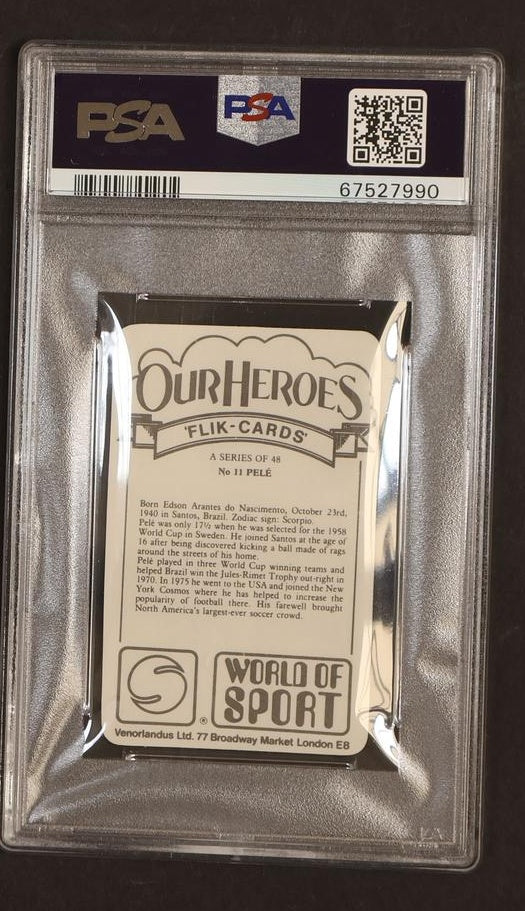 PSA
PSA
67527990
OUR HEROES
'FLIK-CARDS'
A SERIES OF 48
No 11 PELÉ
Born Edson Arantes do Nascimento, October 23rd,
1940 in Santos, Brazil. Zodiac sign: Scorpio.
Pelé was only 17½ when he was selected for the 1958
World Cup in Sweden. He joined Santos at the age of
16 after being discovered kicking a ball made of rags
around the streets of his home.
Pelé played in three World Cup winning teams and
helped Brazil win the Jules-Rimet Trophy out-right in
1970. In 1975 he went to the USA and joined the New
York Cosmos where he has helped to increase the
popularity of football there. His farewell brought
North America's largest-ever soccer crowd.
®
WORLD OF
SPORT
Venorlandus Ltd. 77 Broadway Market London E8